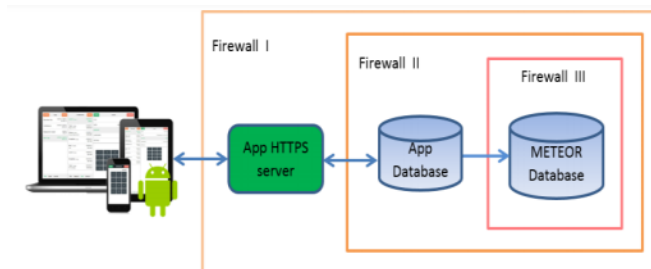 Firewall I
Firewall II
Firewall III
App HTTPS
server
App
Database
METEOR
Database